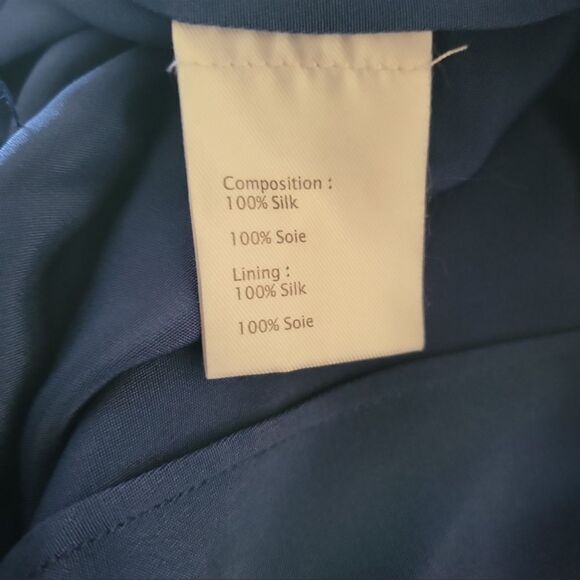 Composition :
100% Silk
100% Soie
Lining :
100% Silk
100% Soie